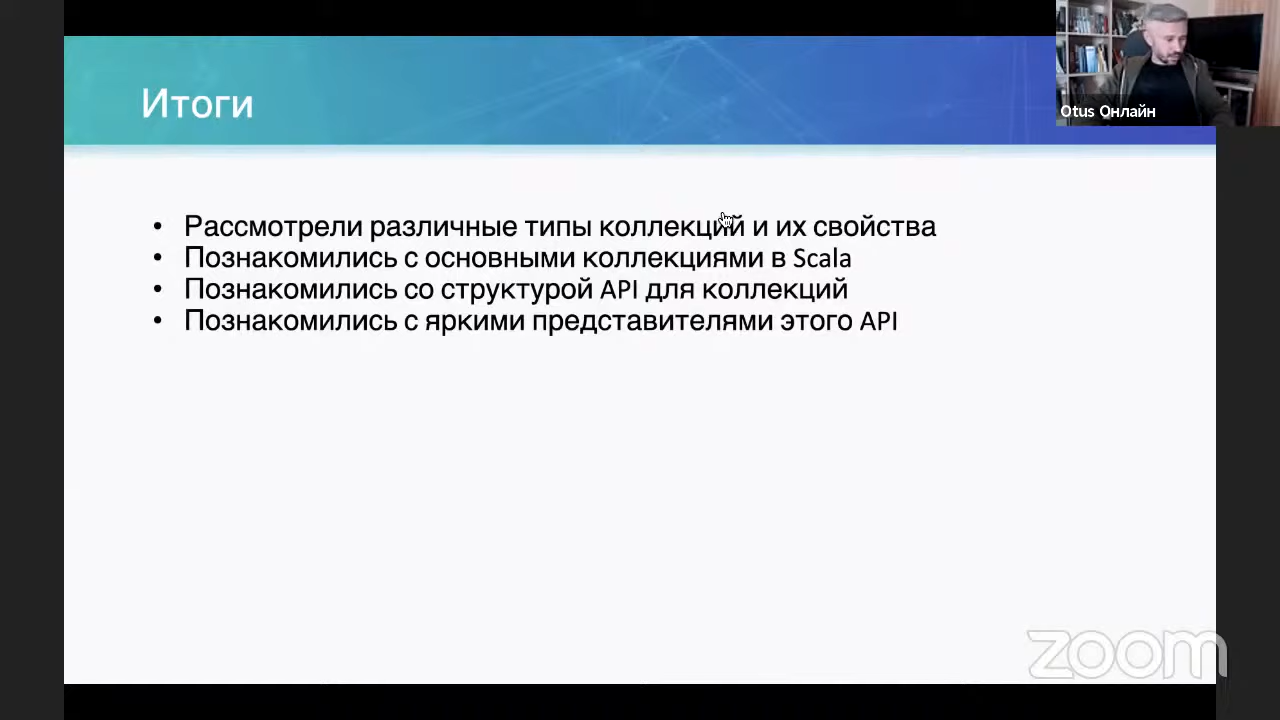 Итоги
Otus Онлайн
• Рассмотрели различные типы коллекций и их свойства
• Познакомились с основными коллекциями в Scala
• Познакомились со структурой API для коллекций
• Познакомились с яркими представителями этого API
zoom